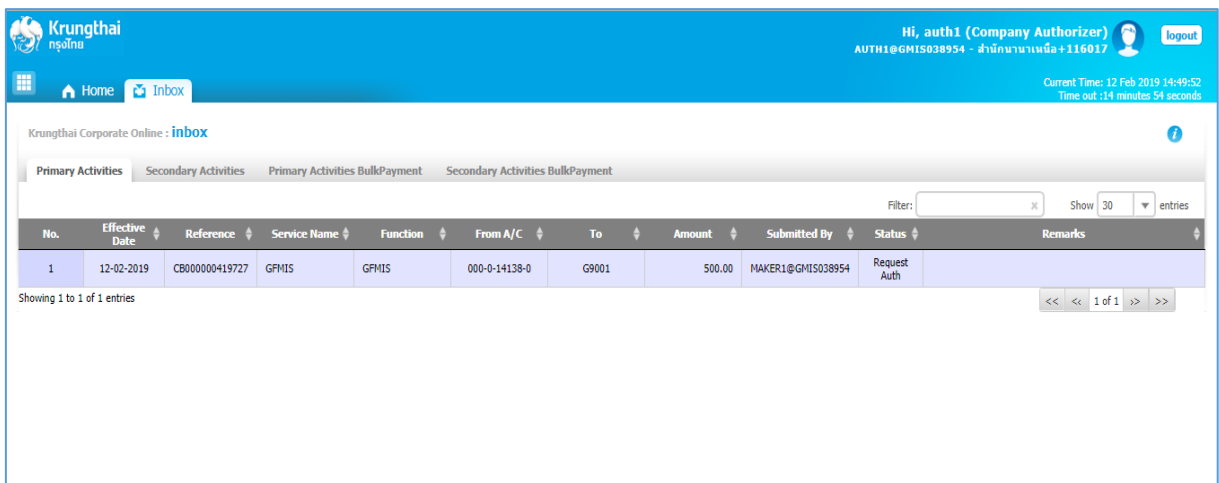 Krungthai
กรุงไทย
Hi, auth1 (Company Authorizer)
AUTH1@GMIS038954 - สำนักนานาเหนือ+116017
logout
Home
Inbox
Current Time: 12 Feb 2019 14:49:52
Time out :14 minutes 54 seconds
Krungthai Corporate Online : inbox
Primary Activities Secondary Activities Primary Activities BulkPayment Secondary Activities BulkPayment
Filter: x Show 30 entries
No. Effective Date Reference Service Name Function From A/C To Amount Submitted By Status Remarks
1 12-02-2019 CB000000419727 GFMIS GFMIS 000-0-14138-0 G9001 500.00 MAKER1@GMIS038954 Request Auth
Showing 1 to 1 of 1 entries
<< << 1 of 1 >> >>